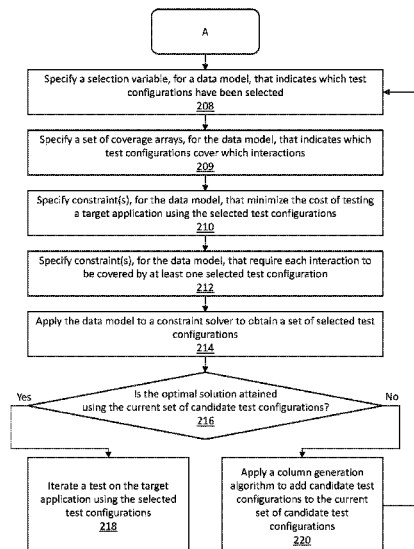 A
Specify a selection variable, for a data model, that indicates which test
configurations have been selected
208
Specify a set of coverage arrays, for the data model, that indicates which
test configurations cover which interactions
209
Specify constraint(s), for the data model, that minimize the cost of testing
a target application using the selected test configurations
210
Specify constraint(s), for the data model, that require each interaction to
be covered by at least one selected test configuration
212
Apply the data model to a constraint solver to obtain a set of selected test
configurations
214
Yes
Is the optimal solution attained
using the current set of candidate test configurations?
216
No
Iterate a test on the target
application using the selected
test configurations
218
Apply a column generation
algorithm to add candidate test
configurations to the current
set of candidate test
configurations
220